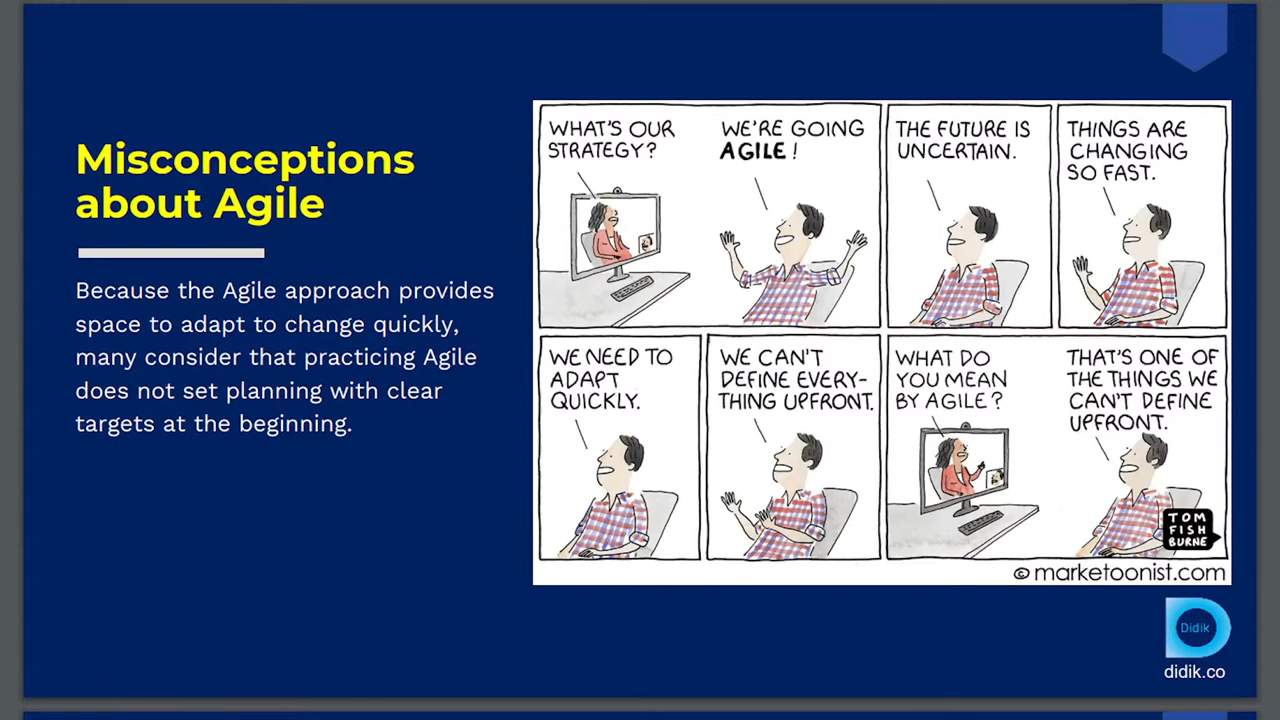 Misconceptions
about Agile
Because the Agile approach provides
space to adapt to change quickly,
many consider that practicing Agile
does not set planning with clear
targets at the beginning.
WHAT'S OUR
STRATEGY?
WE'RE GOING
AGILE!
THE FUTURE IS
UNCERTAIN.
THINGS ARE
CHANGING
SO FAST.
WE NEED TO
ADAPT
QUICKLY.
WE CAN'T
DEFINE EVERY-
THING UPFRONT.
WHAT DO
YOU MEAN
BY AGILE?
THAT'S ONE OF
THE THINGS WE
CAN'T DEFINE
UPFRONT.
TOM
FISH
BURNE
© marketoonist.com
Didik
didik.co